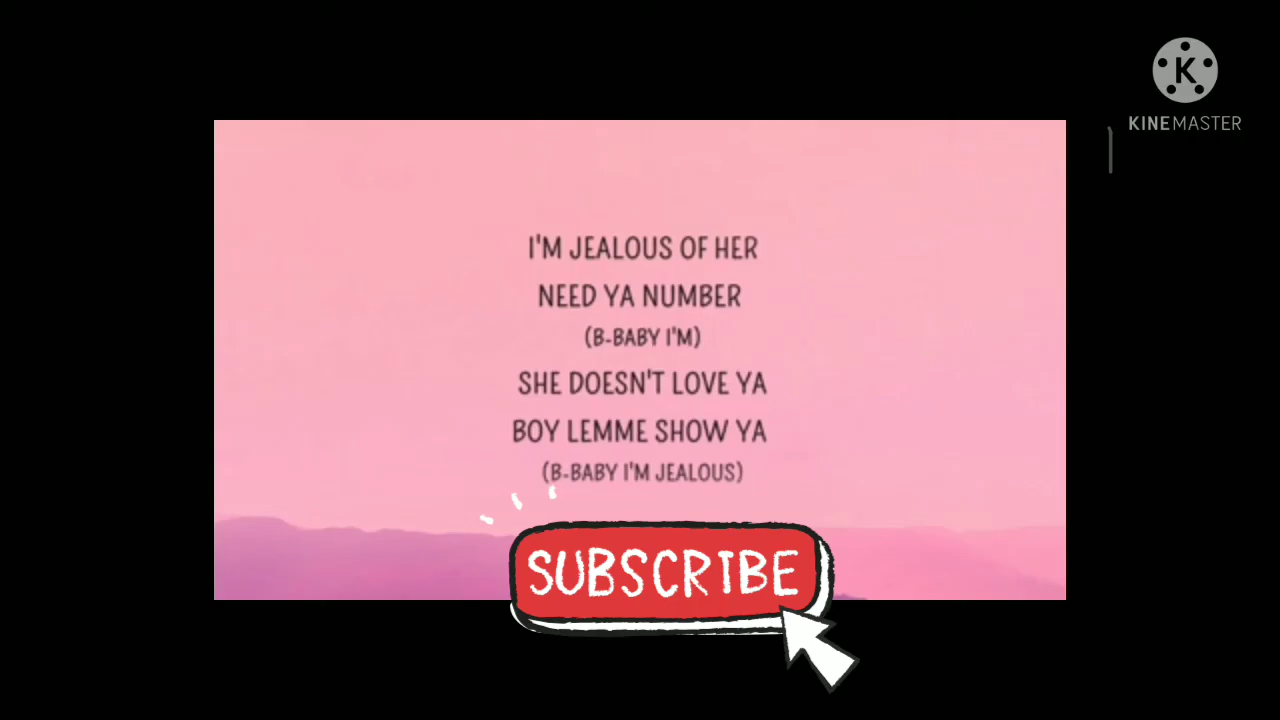 K
KINEMASTER
I'M JEALOUS OF HER
NEED YA NUMBER
(B-BABY I'M)
SHE DOESN'T LOVE YA
BOY LEMME SHOW YA
(B-BABY I'M JEALOUS)
SUBSCRIBE